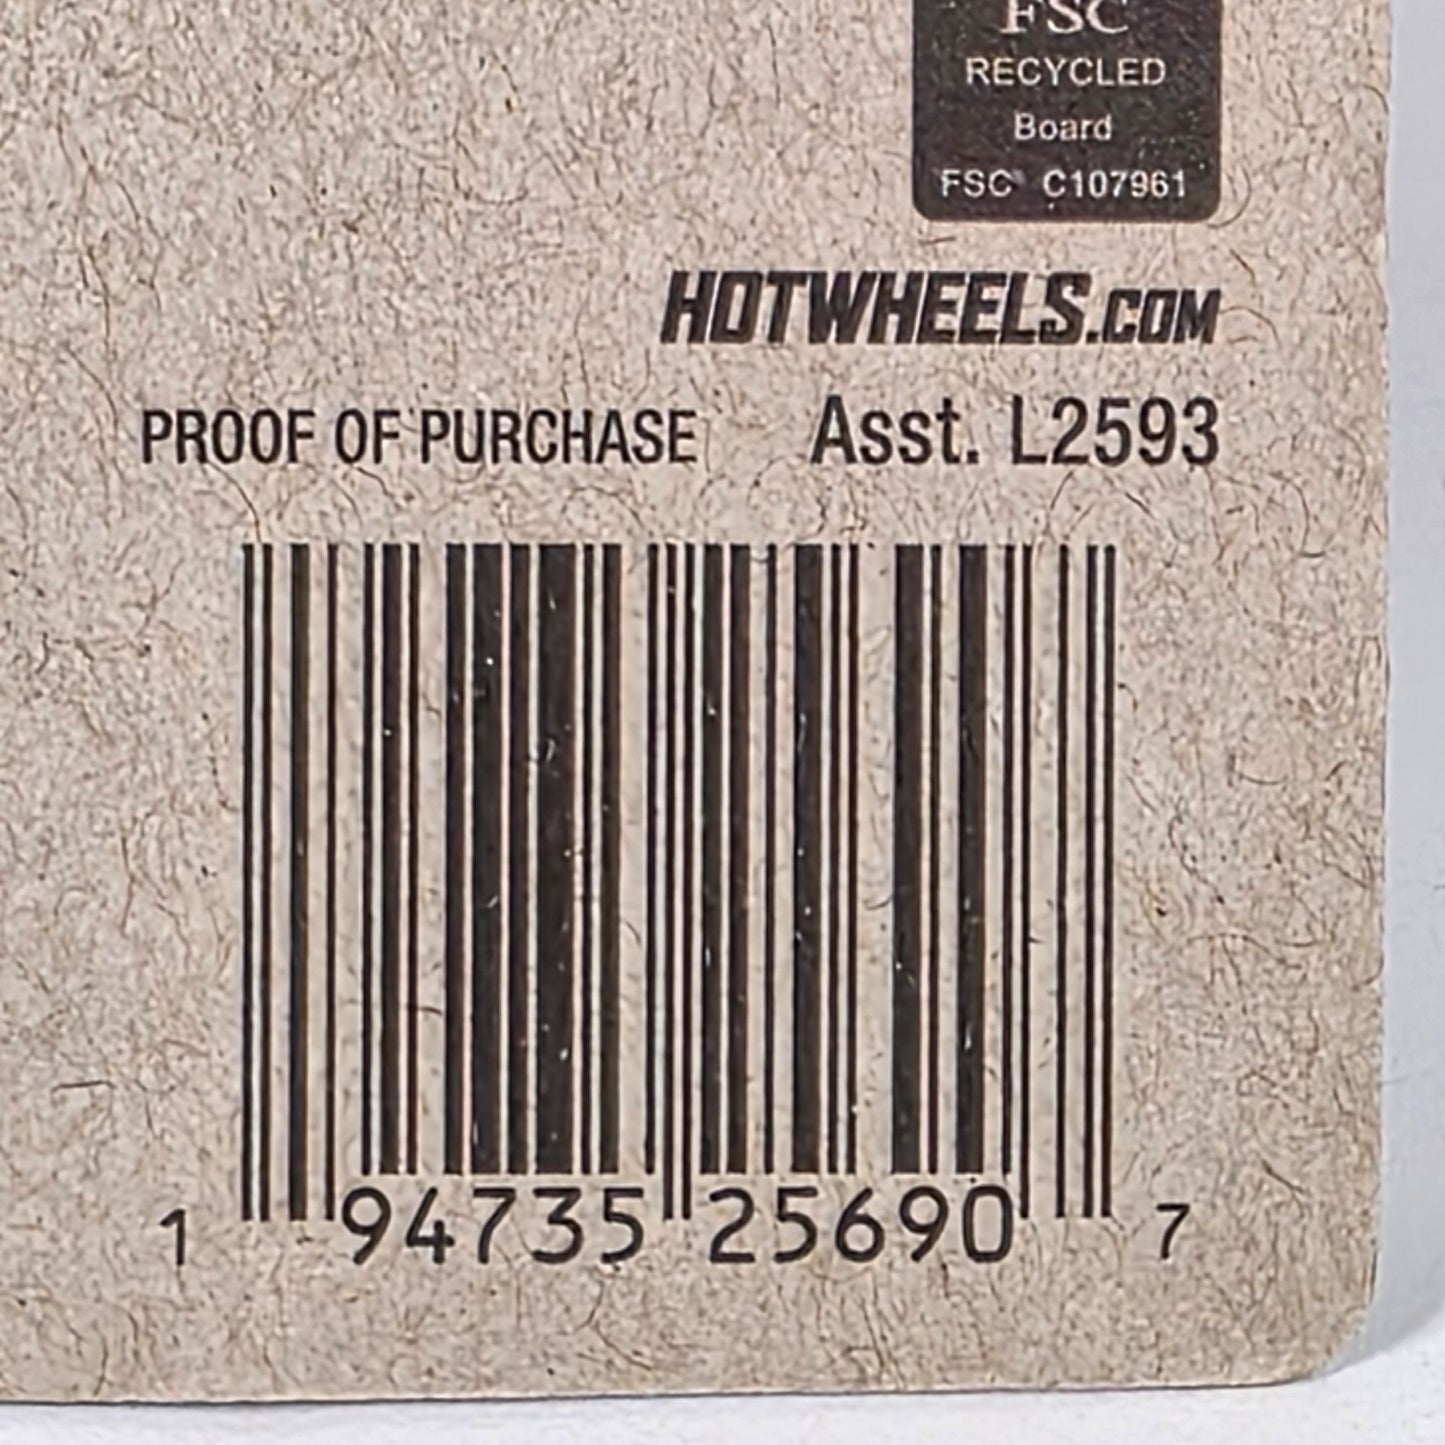 FSC
RECYCLED
Board
FSC® C107961
HOTWHEELS.COM
PROOF OF PURCHASE Asst. L2593
1 94735 25690 7